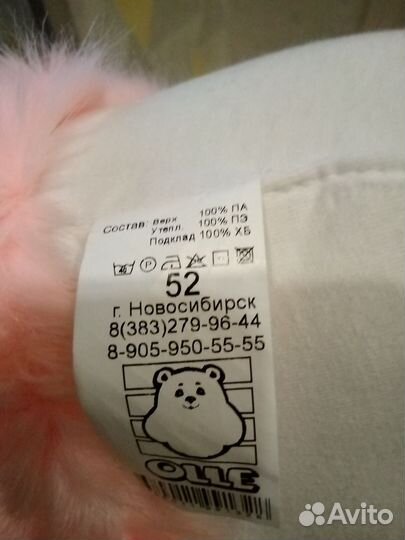 Состав: Верх 100% ПА
Утепл. 100% ПЭ
Подклад 100% ХБ
52
г. Новосибирск
8(383)279-96-44
8-905-950-55-55
OLLE
Avito